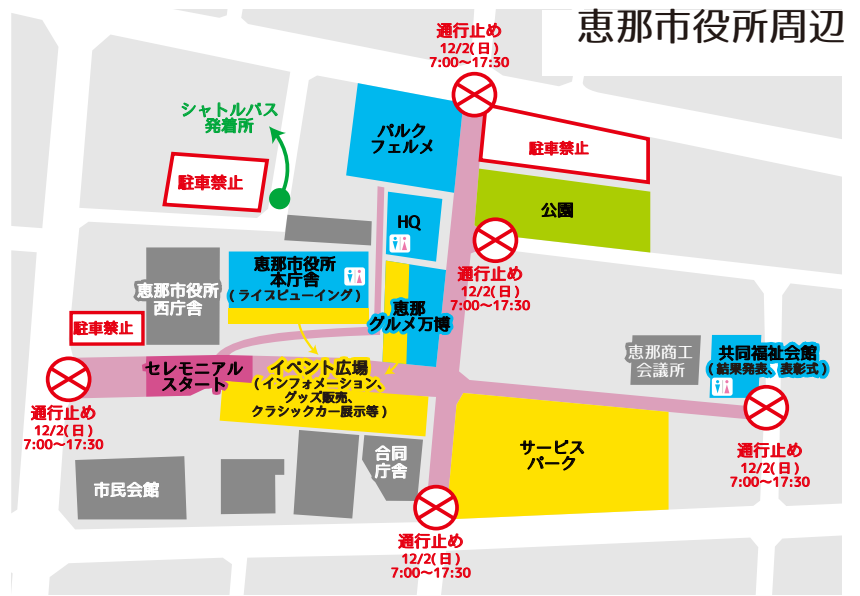 恵那市役所周辺
通行止め
12/2(日)
7:00〜17:30
シャトルバス
発着所
パルク
フェルメ
駐車禁止
駐車禁止
公園
HQ
恵那市役所
本庁舎
(ライブビューイング)
通行止め
12/2(日)
7:00〜17:30
恵那市役所
西庁舎
恵那
グルメ万博
駐車禁止
恵那商工
会議所
共同福祉会館
(結果発表、表彰式)
セレモニアル
スタート
イベント広場
(インフォメーション、
グッズ販売、
クラシックカー展示等)
通行止め
12/2(日)
7:00〜17:30
サービス
パーク
合同
庁舎
通行止め
12/2(日)
7:00〜17:30
市民会館
通行止め
12/2(日)
7:00〜17:30